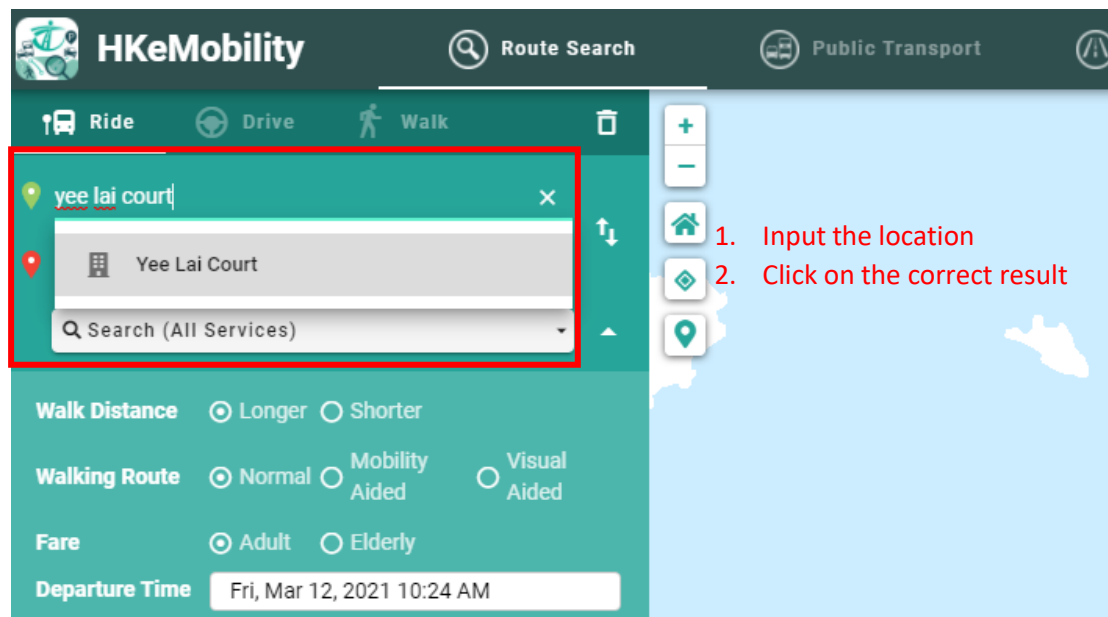 HKeMobility
Route Search
Public Transport
Ride
Drive
Walk
yee lai court
Yee Lai Court
Search (All Services)
+
−
1. Input the location
2. Click on the correct result
Walk Distance Longer Shorter
Walking Route Normal Mobility Aided Visual Aided
Fare Adult Elderly
Departure Time Fri, Mar 12, 2021 10:24 AM